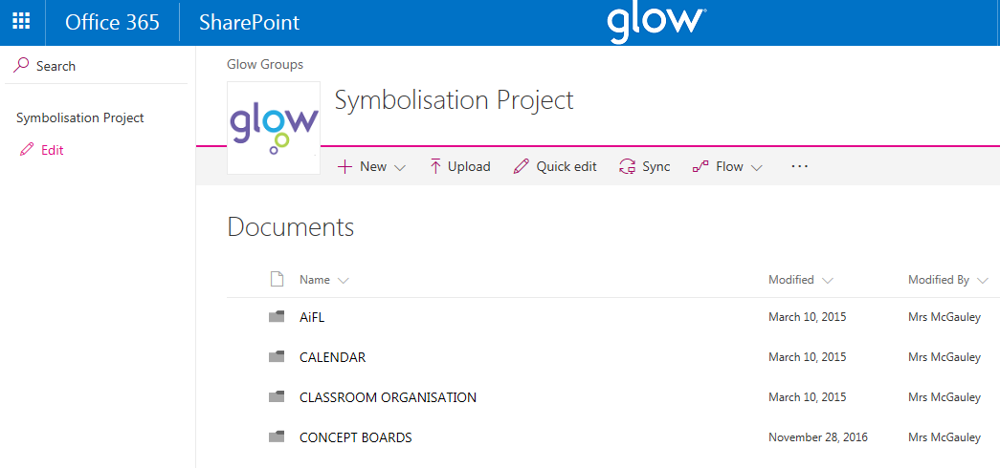 Office 365 SharePoint glow
Search
Glow Groups
Symbolisation Project
glow
Symbolisation Project
Edit
New Upload Quick edit Sync Flow ...
Documents
Name Modified Modified By
AiFL March 10, 2015 Mrs McGauley
CALENDAR March 10, 2015 Mrs McGauley
CLASSROOM ORGANISATION March 10, 2015 Mrs McGauley
CONCEPT BOARDS November 28, 2016 Mrs McGauley